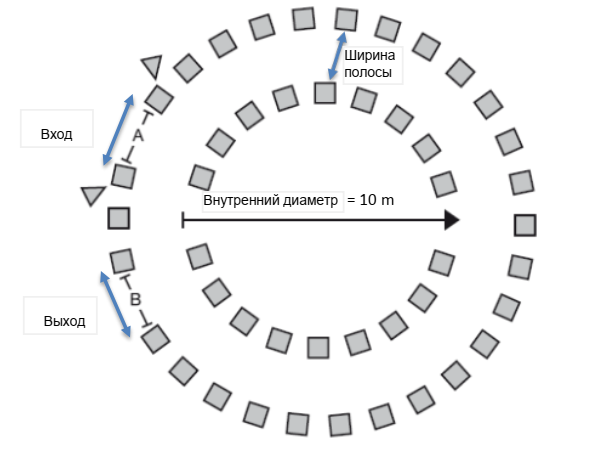 Ширина
полосы
Вход
A
Внутренний диаметр = 10 m
B
Выход